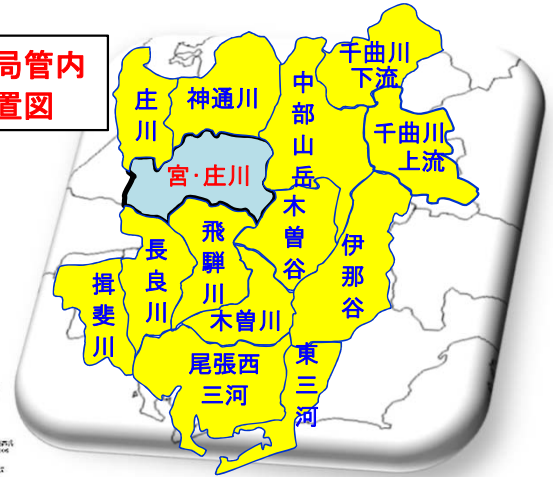 局管内
置図
千曲川
下流
中部山岳
神通川
庄川
千曲川
上流
宮・庄川
木曽谷
飛騨川
伊那谷
長良川
揖斐川
木曽川
東三河
尾張西
三河